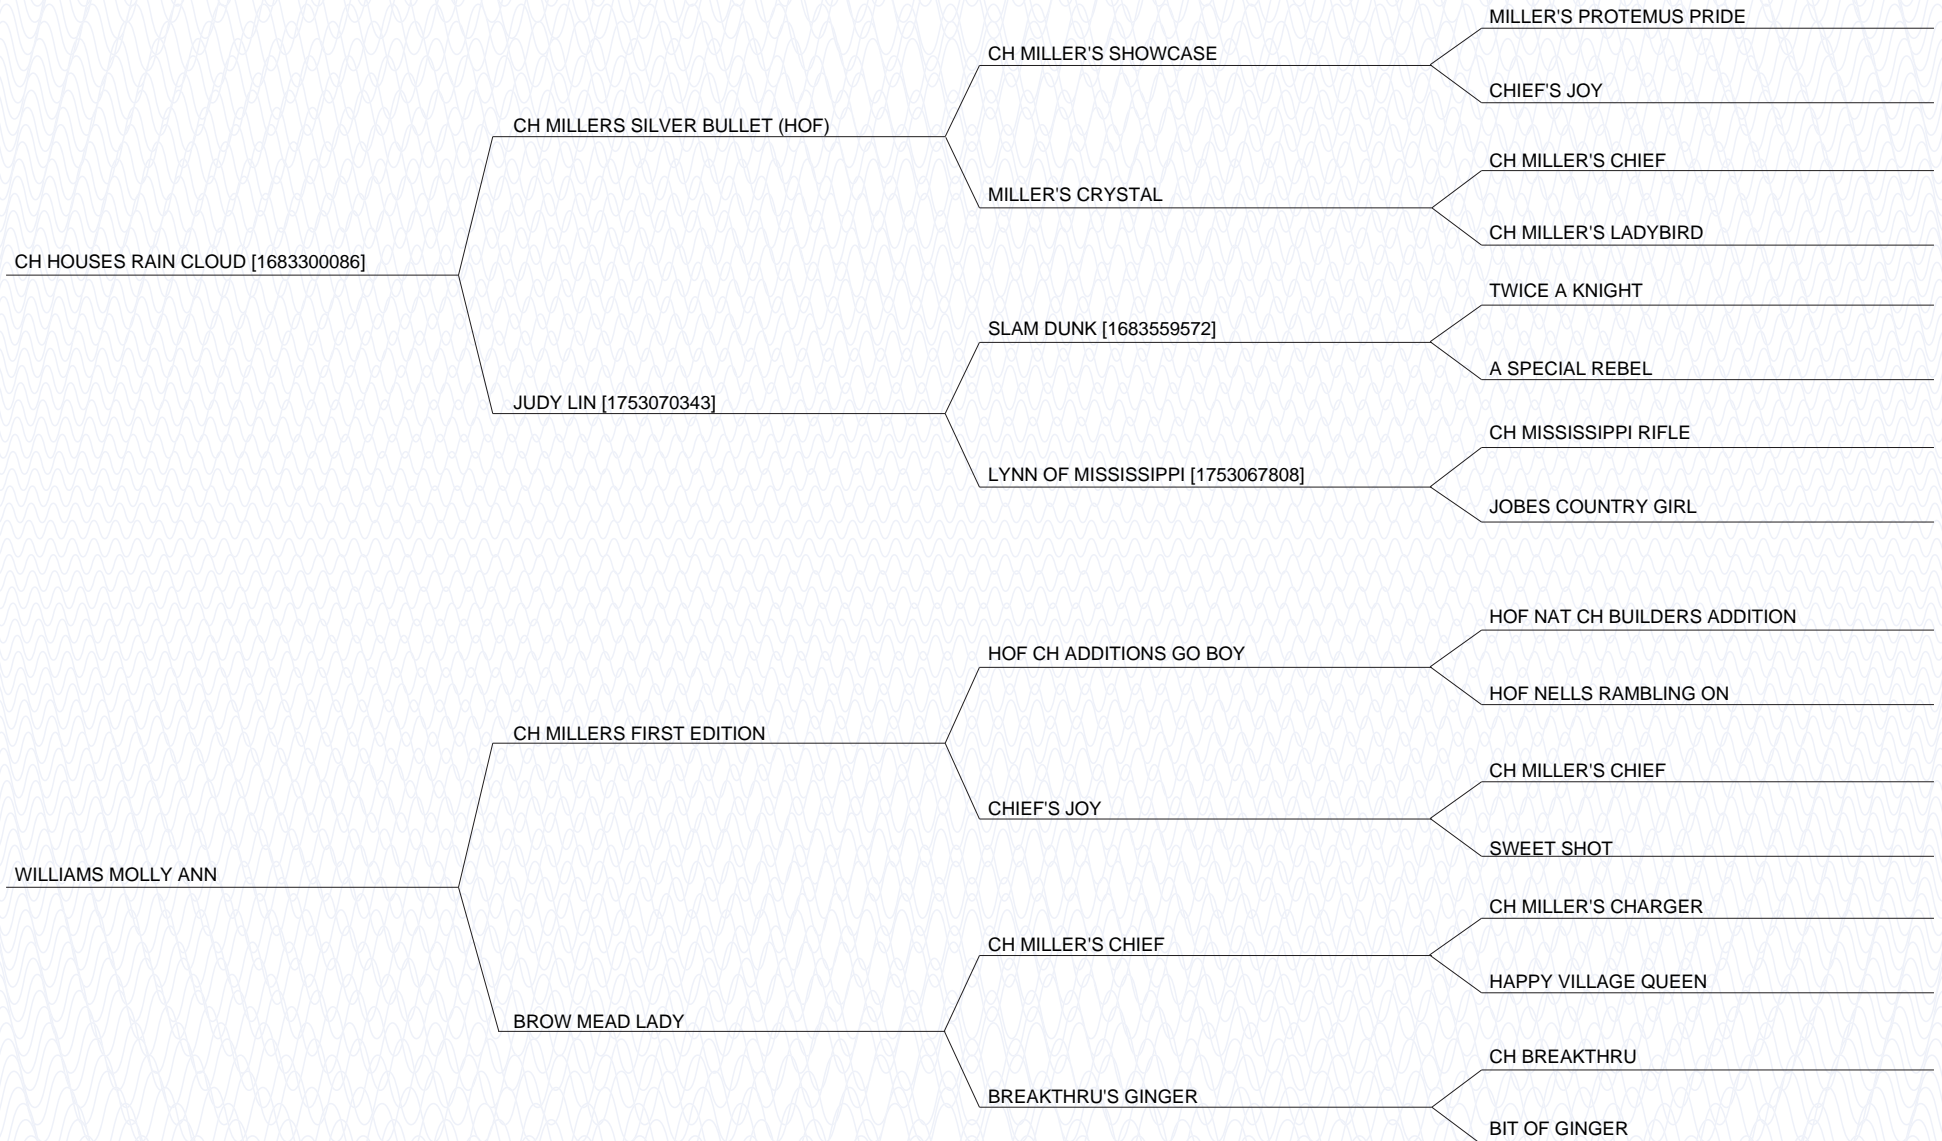 MILLER'S PROTEMUS PRIDE
CH MILLER'S SHOWCASE
CHIEF'S JOY
CH MILLERS SILVER BULLET (HOF)
CH MILLER'S CHIEF
MILLER'S CRYSTAL
CH MILLER'S LADYBIRD
CH HOUSES RAIN CLOUD [1683300086]
TWICE A KNIGHT
SLAM DUNK [1683559572]
A SPECIAL REBEL
JUDY LIN [1753070343]
CH MISSISSIPPI RIFLE
LYNN OF MISSISSIPPI [1753067808]
JOBES COUNTRY GIRL
HOF NAT CH BUILDERS ADDITION
HOF CH ADDITIONS GO BOY
HOF NELLS RAMBLING ON
CH MILLERS FIRST EDITION
CH MILLER'S CHIEF
CHIEF'S JOY
SWEET SHOT
WILLIAMS MOLLY ANN
CH MILLER'S CHARGER
CH MILLER'S CHIEF
HAPPY VILLAGE QUEEN
BROW MEAD LADY
CH BREAKTHRU
BREAKTHRU'S GINGER
BIT OF GINGER